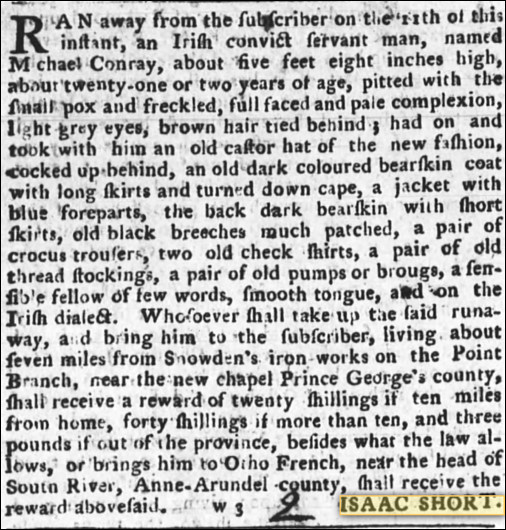 RAN away from the subſcriber on the 11th of this
inſtant, an Iriſh convict ſervant man, named
Michael Conray, about five feet eight inches high,
about twenty-one or two years of age, pitted with the
ſmall pox and freckled, full faced and pale complexion,
light grey eyes, brown hair tied behind; had on and
took with him an old caſtor hat of the new faſhion,
cocked up behind, an old dark coloured bearſkin coat
with long ſkirts and turned down cape, a jacket with
blue foreparts, the back dark bearſkin with ſhort
ſkirts, old black breeches much patched, a pair of
crocus trouſers, two old check ſhirts, a pair of old
thread ſtockings, a pair of old pumps or brougs, a ſen-
ſible fellow of few words, ſmooth tongue, and on the
Iriſh dialect. Whoſoever ſhall take up the ſaid runa-
way, and bring him to the ſubſcriber, living about
ſeven miles from Snowden's iron-works on the Point
Branch, near the new chapel Prince George's county,
ſhall receive a reward of twenty ſhillings if ten miles
from home, forty ſhillings if more than ten, and three
pounds if out of the province, beſides what the law al-
lows, or brings him to Otho French, near the head of
South River, Anne-Arundel county, ſhall receive the
reward aboveſaid. w 3 2 ISAAC SHORT.